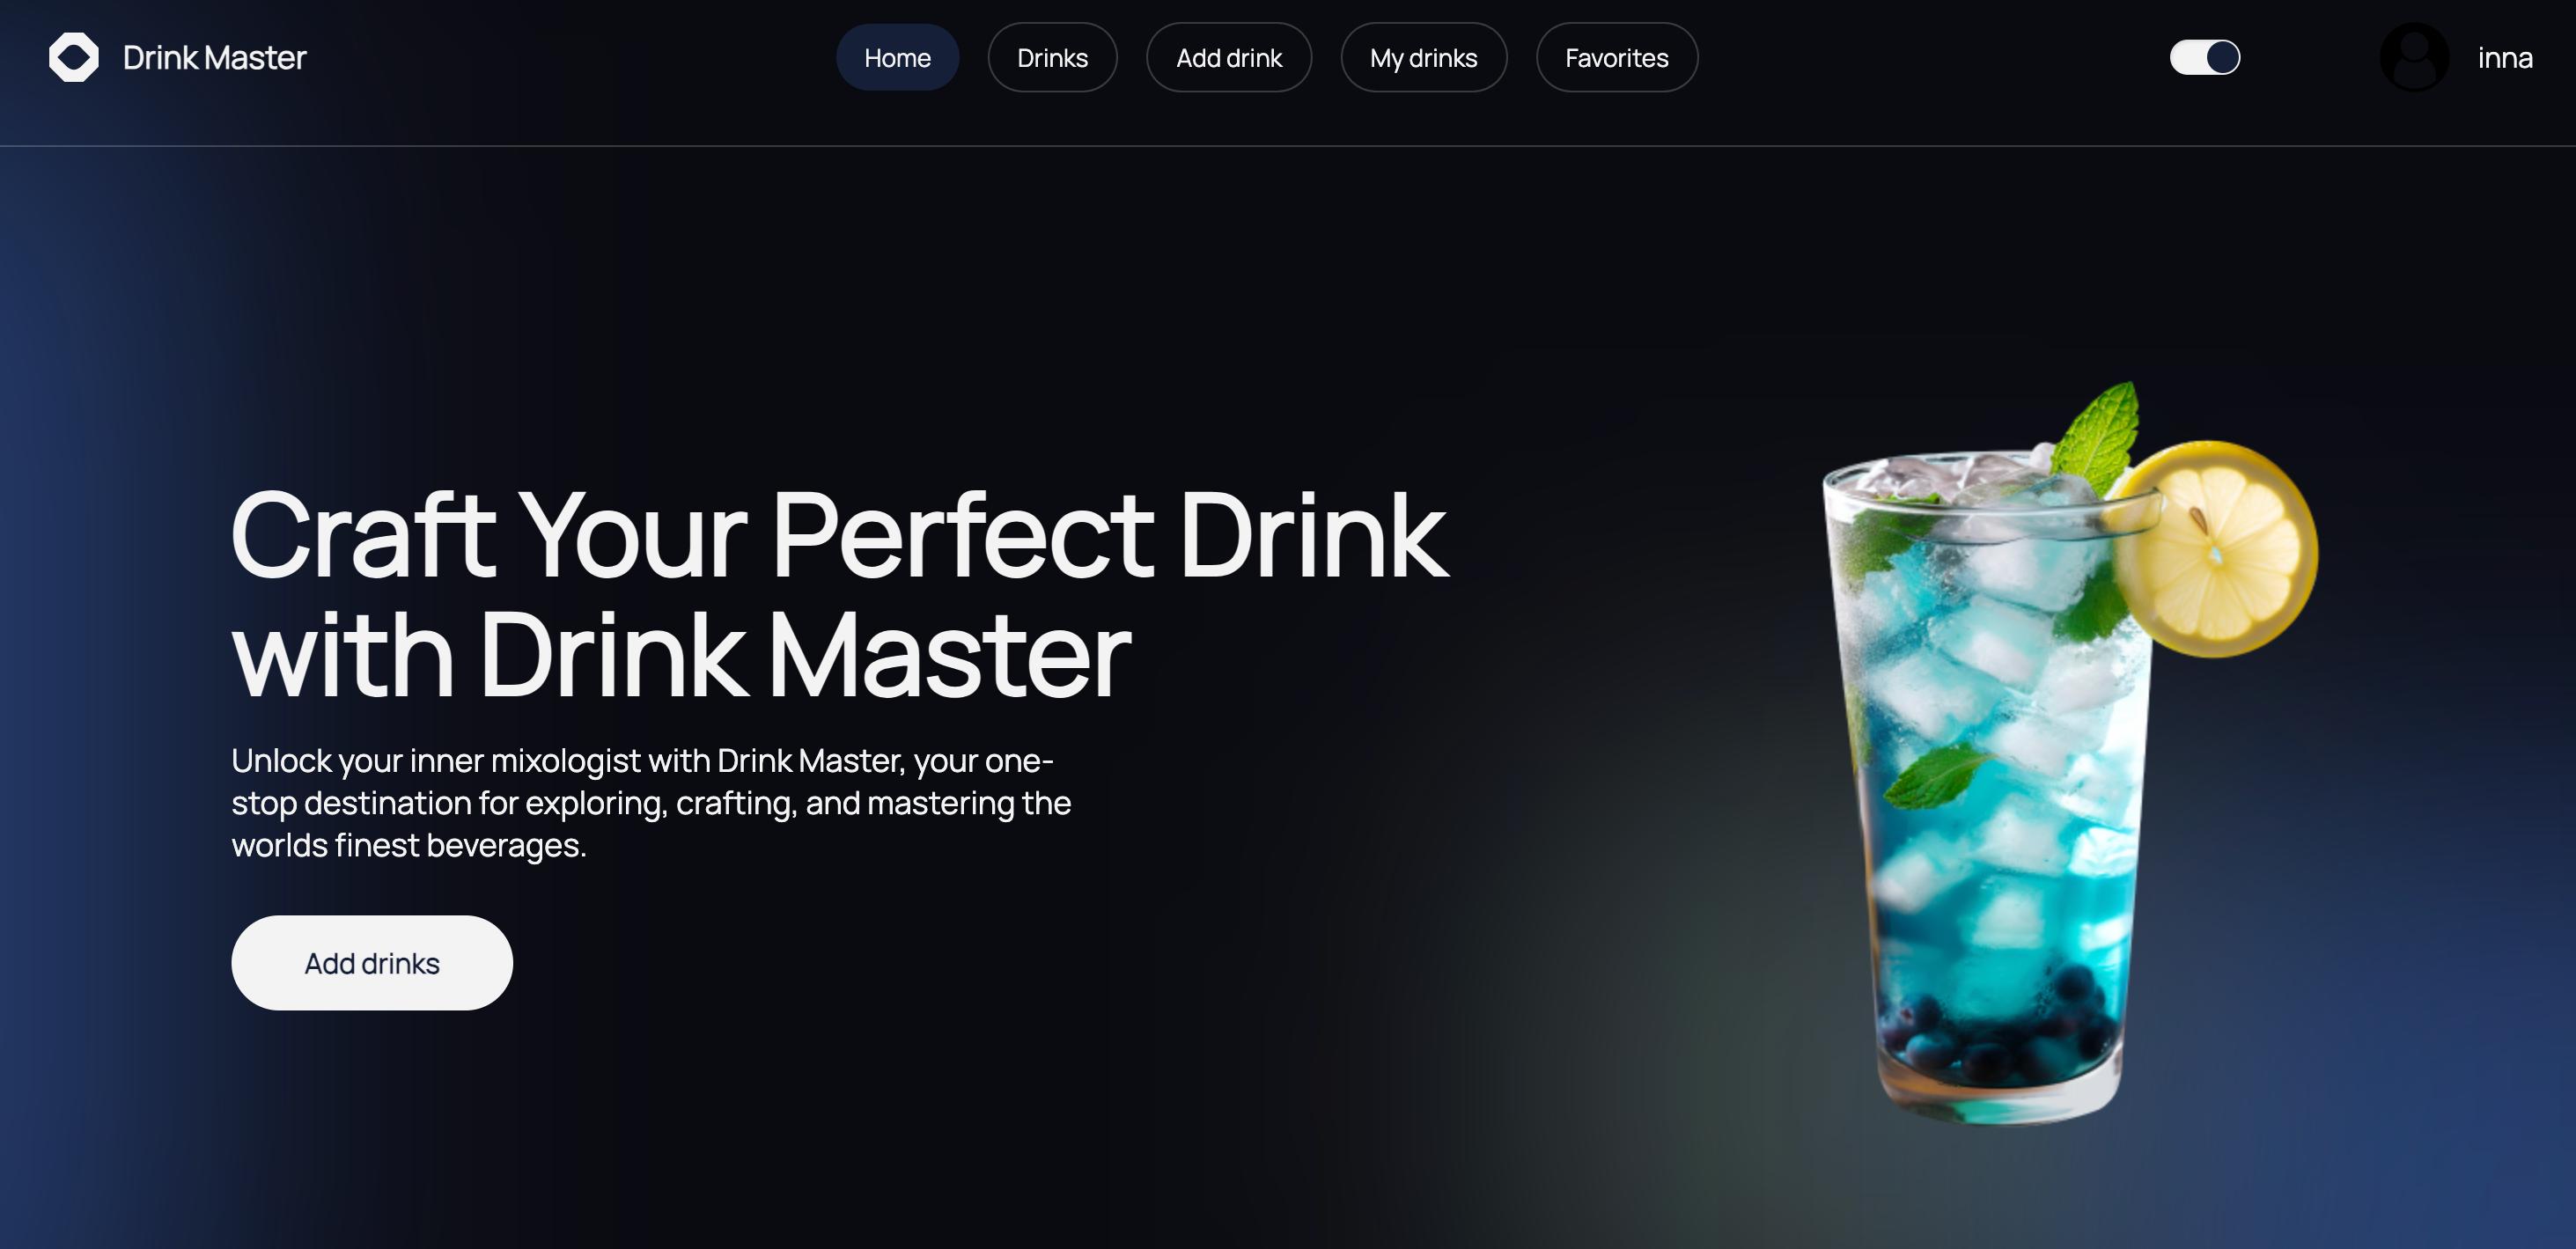 Drink Master
Home
Drinks
Add drink
My drinks
Favorites
inna
Craft Your Perfect Drink
with Drink Master
Unlock your inner mixologist with Drink Master, your one-
stop destination for exploring, crafting, and mastering the
worlds finest beverages.
Add drinks